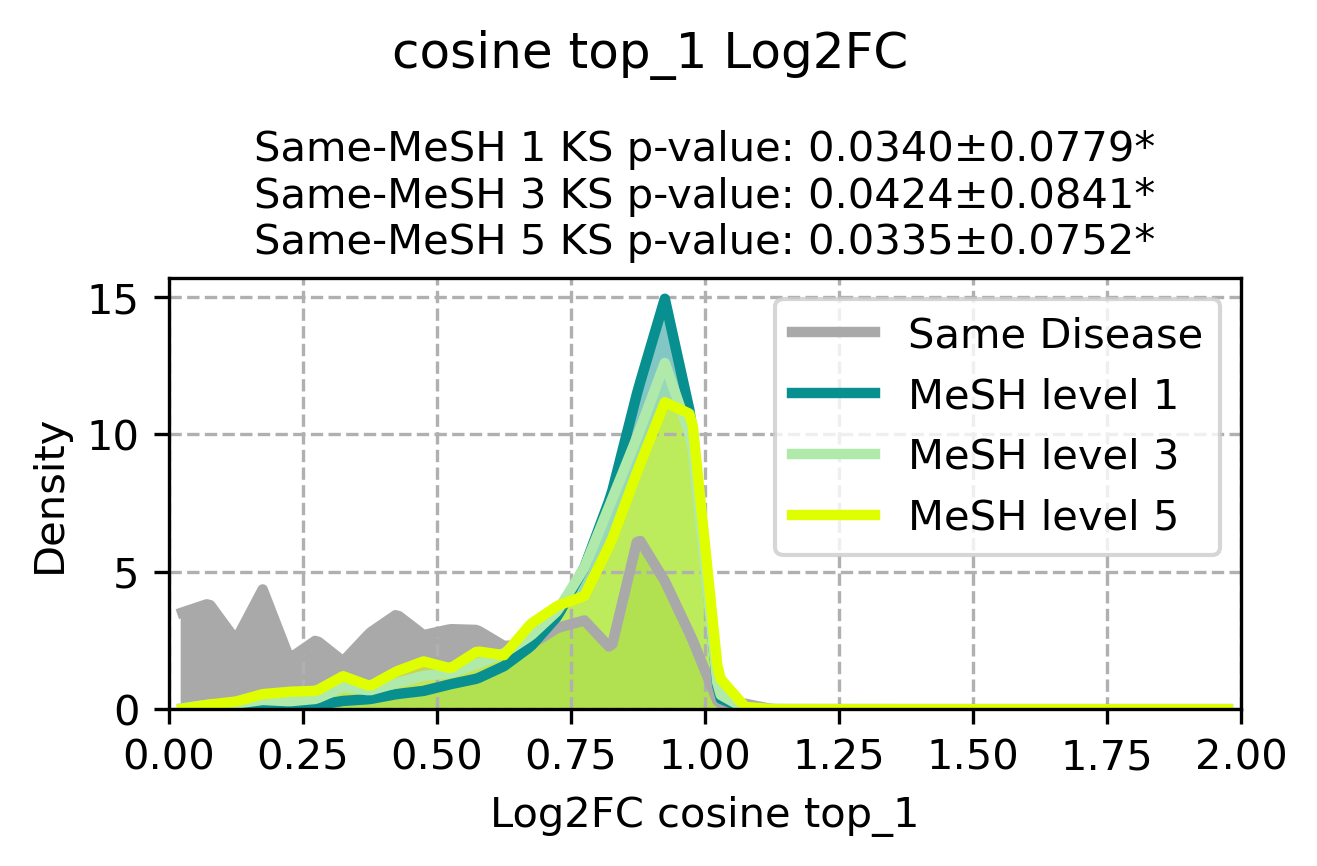 cosine top_1 Log2FC
Same-MeSH 1 KS p-value: 0.0340±0.0779*
Same-MeSH 3 KS p-value: 0.0424±0.0841*
Same-MeSH 5 KS p-value: 0.0335±0.0752*
15
10
5
0
Density
Same Disease
MeSH level 1
MeSH level 3
MeSH level 5
0.00 0.25 0.50 0.75 1.00 1.25 1.50 1.75 2.00
Log2FC cosine top_1